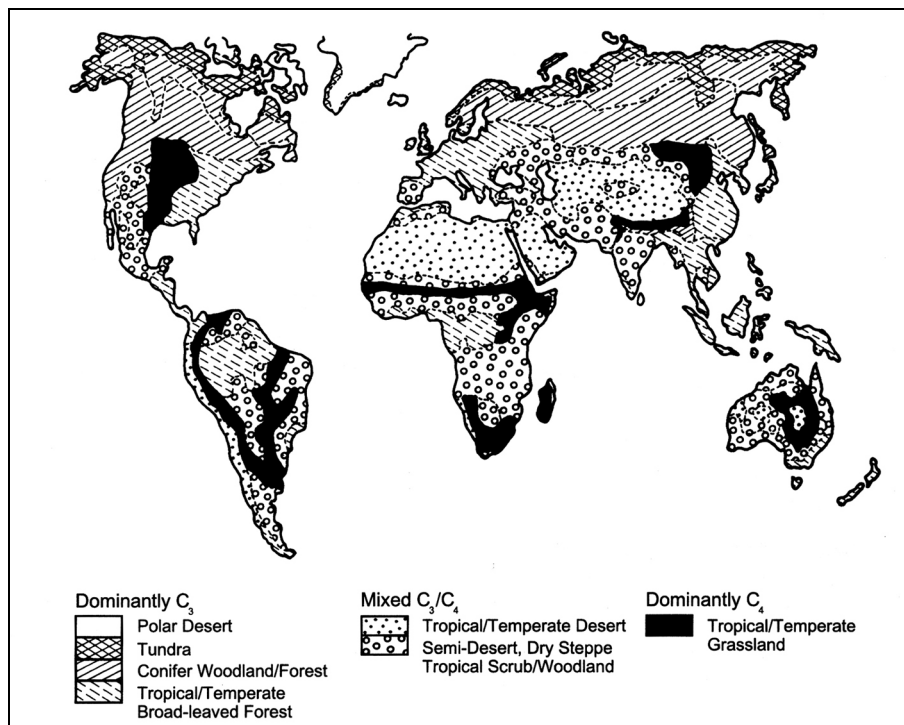 Dominantly C₃
Polar Desert
Tundra
Conifer Woodland/Forest
Tropical/Temperate
Broad-leaved Forest
Mixed C₃/C₄
Tropical/Temperate Desert
Semi-Desert, Dry Steppe
Tropical Scrub/Woodland
Dominantly C₄
Tropical/Temperate
Grassland